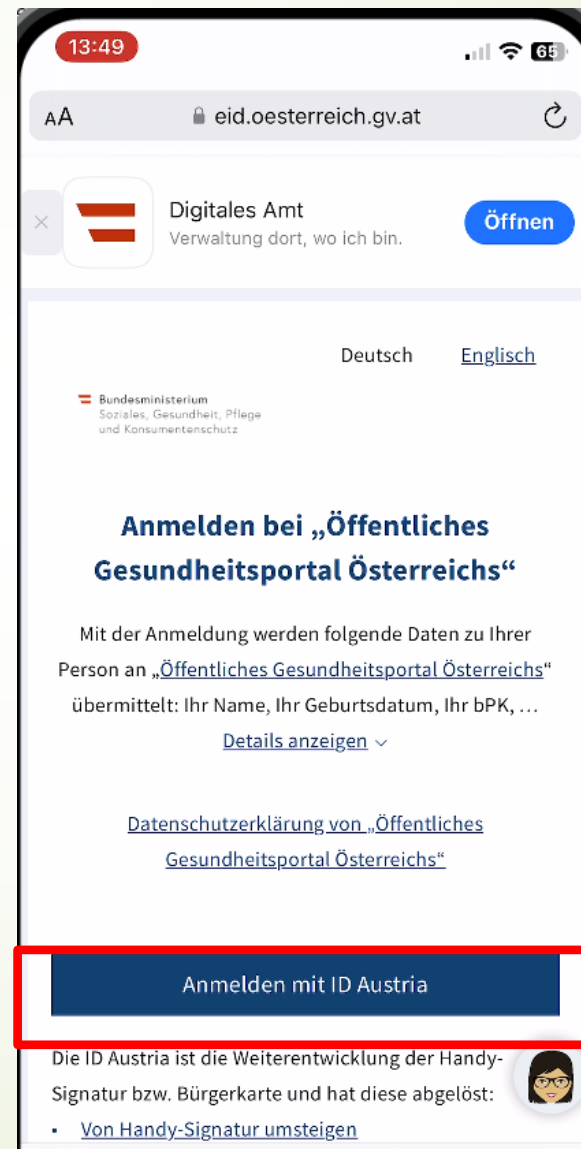 13:49
65
AA
eid.oesterreich.gv.at
Digitales Amt
Verwaltung dort, wo ich bin.
Öffnen
Deutsch Englisch
Bundesministerium
Soziales, Gesundheit, Pflege
und Konsumentenschutz
Anmelden bei „Öffentliches
Gesundheitsportal Österreichs“
Mit der Anmeldung werden folgende Daten zu Ihrer
Person an „Öffentliches Gesundheitsportal Österreichs“
übermittelt: Ihr Name, Ihr Geburtsdatum, Ihr bPK, …
Details anzeigen
Datenschutzerklärung von „Öffentliches
Gesundheitsportal Österreichs“
Anmelden mit ID Austria
Die ID Austria ist die Weiterentwicklung der Handy-
Signatur bzw. Bürgerkarte und hat diese abgelöst:
▪ Von Handy-Signatur umsteigen